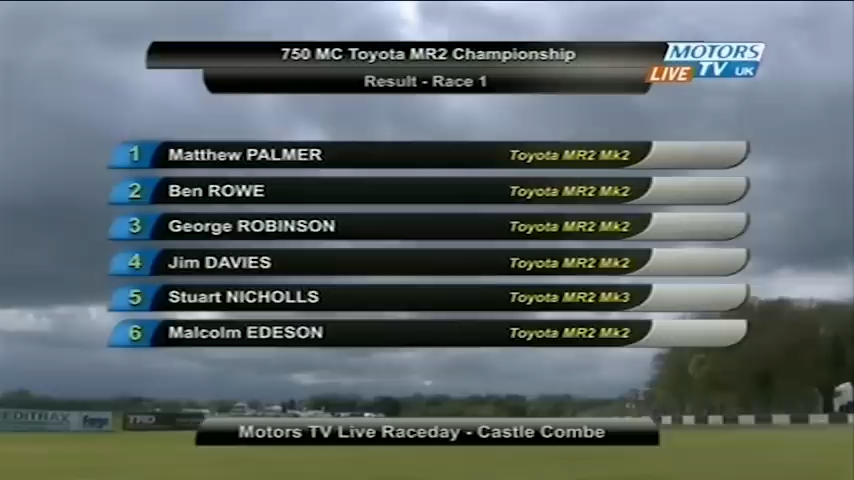 750 MC Toyota MR2 Championship
MOTORS
LIVE TV UK
Result - Race 1
1 Matthew PALMER Toyota MR2 Mk2
2 Ben ROWE Toyota MR2 Mk2
3 George ROBINSON Toyota MR2 Mk2
4 Jim DAVIES Toyota MR2 Mk2
5 Stuart NICHOLLS Toyota MR2 Mk3
6 Malcolm EDESON Toyota MR2 Mk2
EDITRAX
Motors TV Live Raceday - Castle Combe